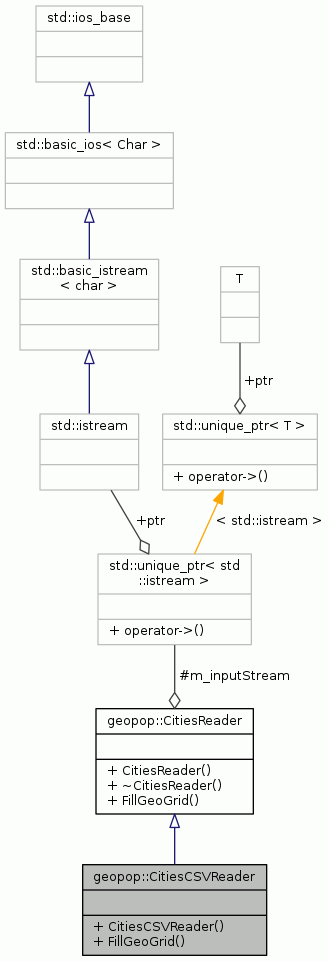 std::ios_base
std::basic_ios< Char >
std::basic_istream
< char >
T
+ptr
std::istream
std::unique_ptr< T >
+ operator->()
+ptr
< std::istream >
std::unique_ptr< std
::istream >
+ operator->()
#m_inputStream
geopop::CitiesReader
+ CitiesReader()
+ ~CitiesReader()
+ FillGeoGrid()
geopop::CitiesCSVReader
+ CitiesCSVReader()
+ FillGeoGrid()